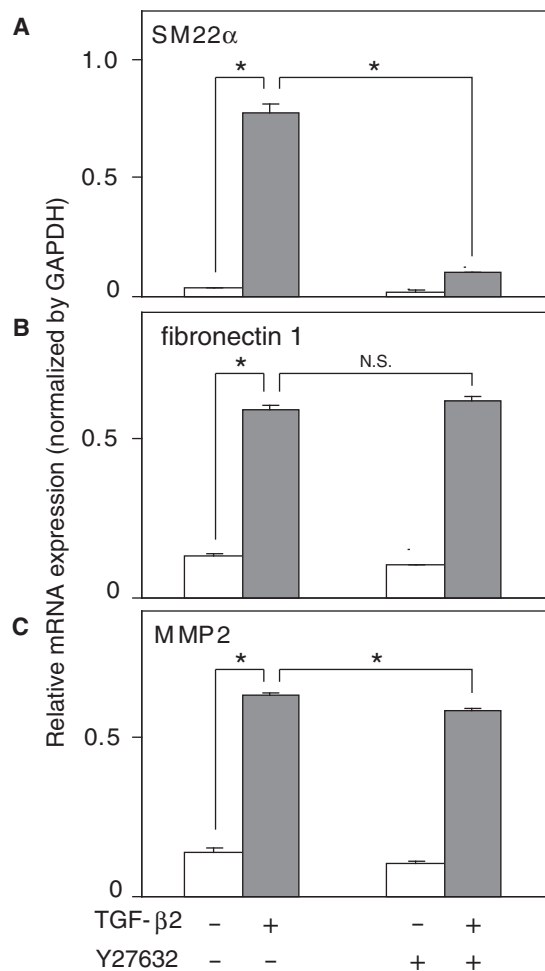 A
SM22α
1.0
*
*
0.5
0
B
fibronectin 1
*
N.S.
0.5
0
C
MMP2
*
*
0.5
0
Relative mRNA expression (normalized by GAPDH)
TGF-β2 – + – +
Y27632 – – + +